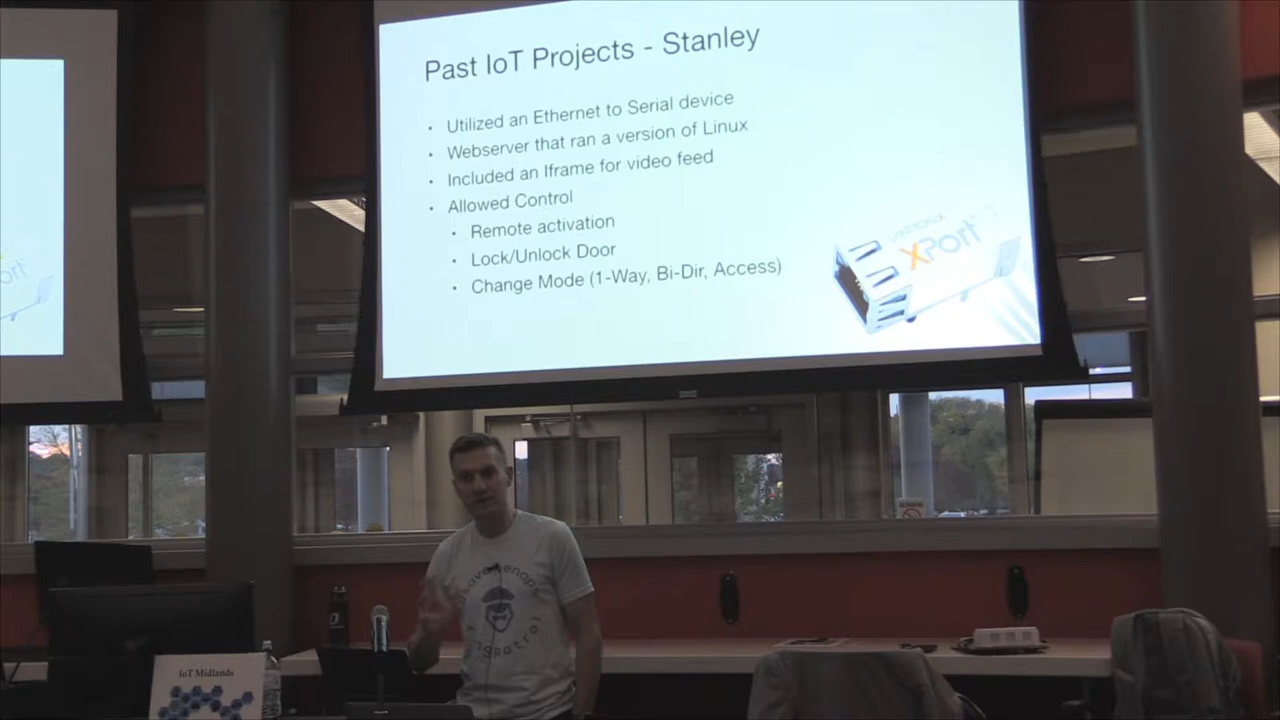 Past IoT Projects - Stanley
• Utilized an Ethernet to Serial device
• Webserver that ran a version of Linux
• Included an Iframe for video feed
• Allowed Control
• Remote activation
• Lock/Unlock Door
• Change Mode (1-Way, Bi-Dir, Access)
LANTRONIX
XPort
IoT Midlands